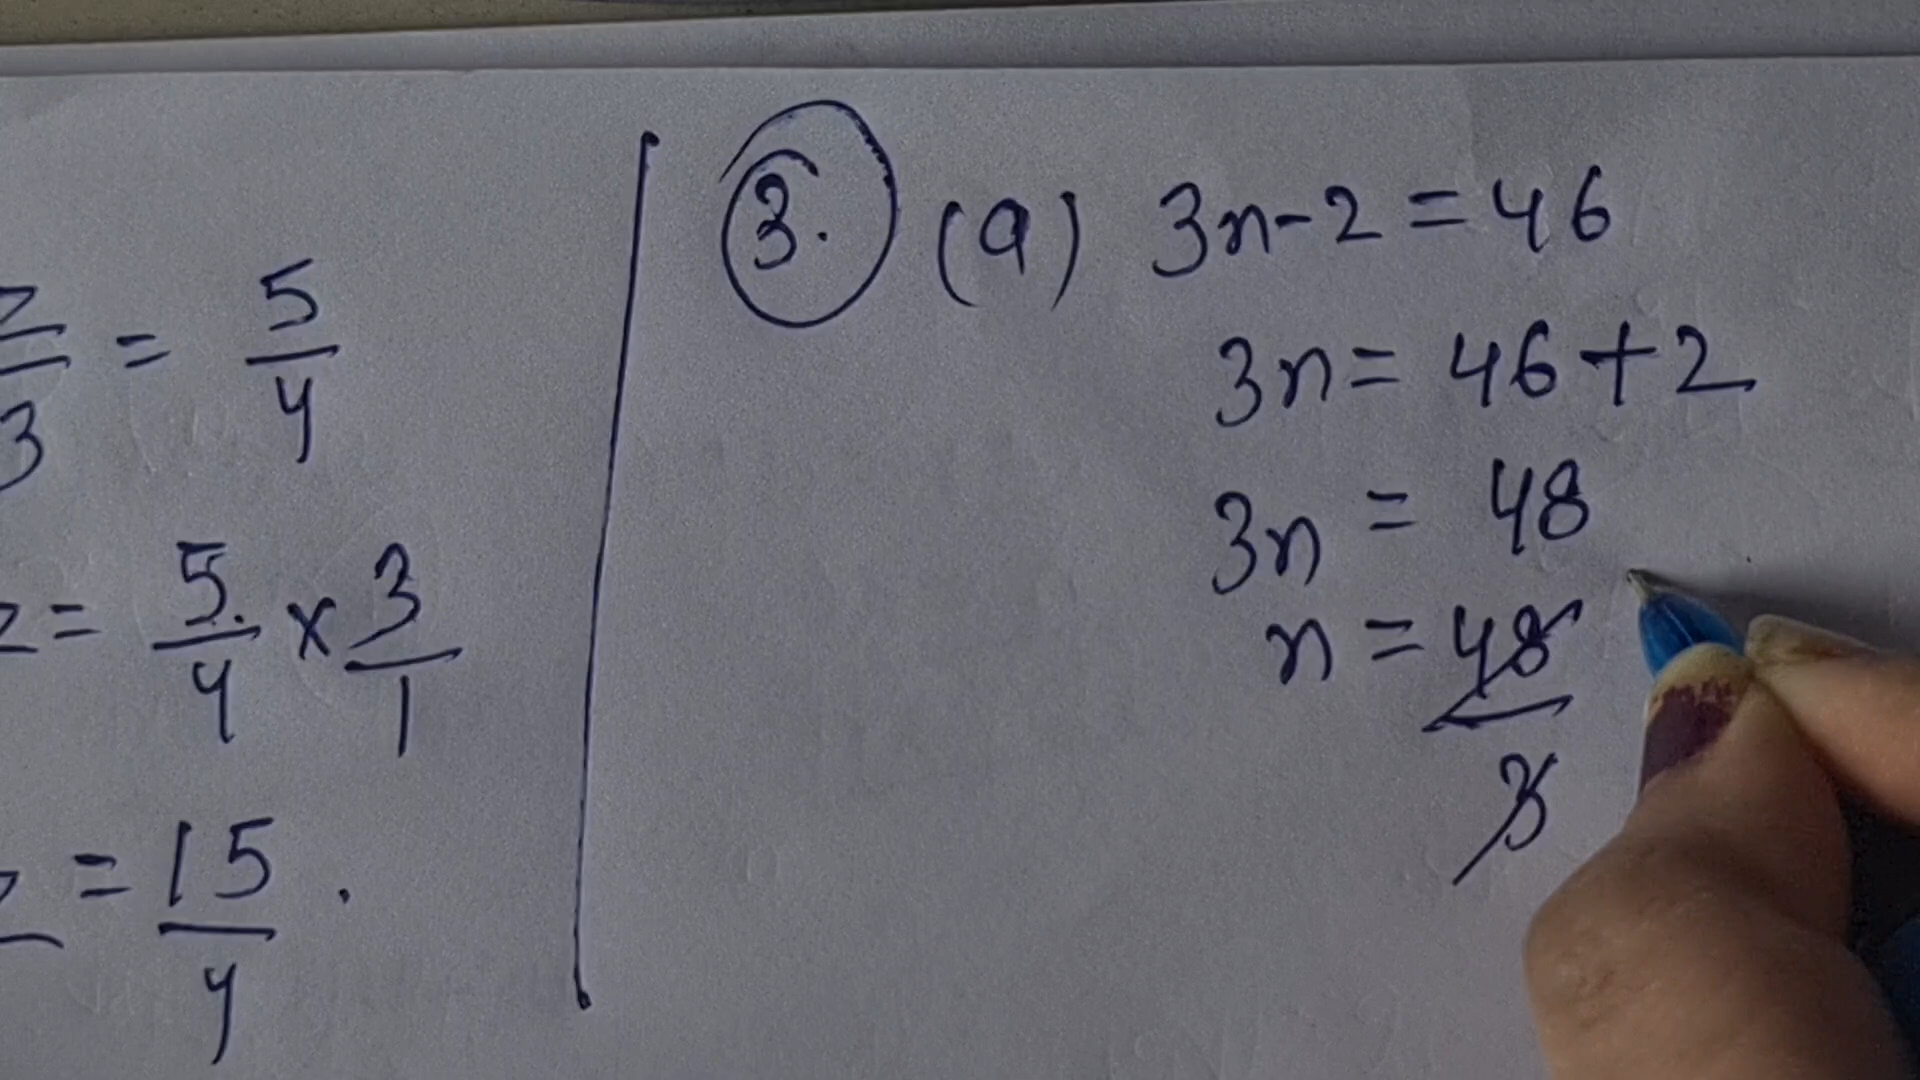 z/3 = 5/4
z = 5/4 × 3/1
z = 15/4 .
3. (a) 3n-2 = 46
3n = 46 + 2
3n = 48
n = 48/3